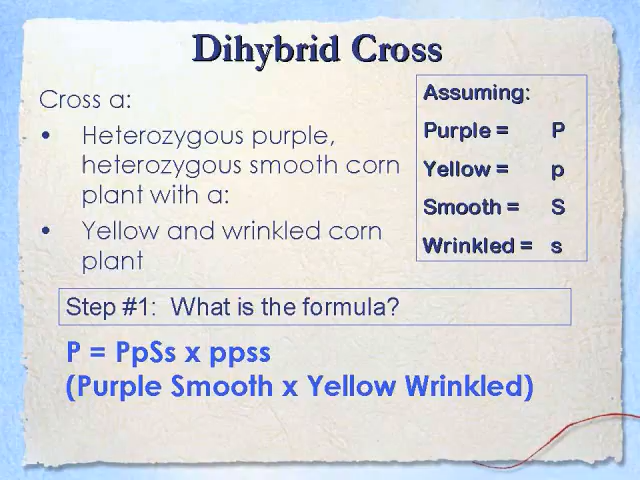 Dihybrid Cross
Cross a:
• Heterozygous purple,
heterozygous smooth corn
plant with a:
• Yellow and wrinkled corn
plant
Assuming:
Purple = P
Yellow = p
Smooth = S
Wrinkled = s
Step #1: What is the formula?
P = PpSs x ppss
(Purple Smooth x Yellow Wrinkled)